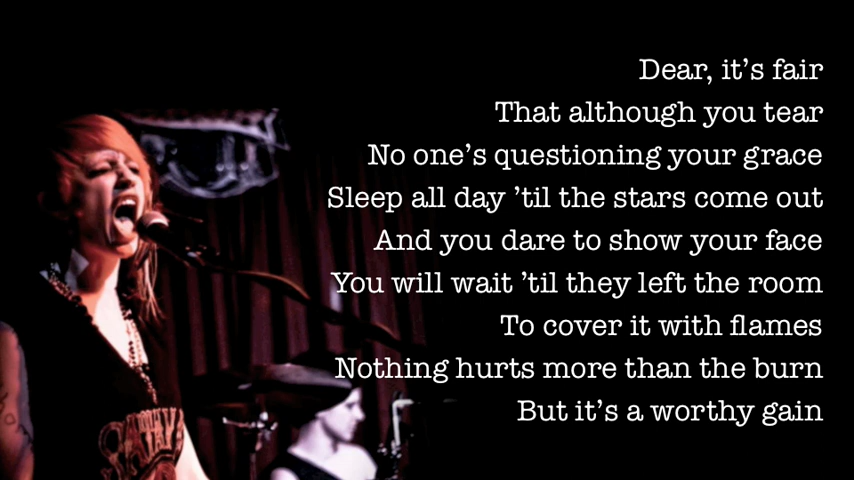 Dear, it’s fair
That although you tear
No one’s questioning your grace
Sleep all day ’til the stars come out
And you dare to show your face
You will wait ’til they left the room
To cover it with flames
Nothing hurts more than the burn
But it’s a worthy gain